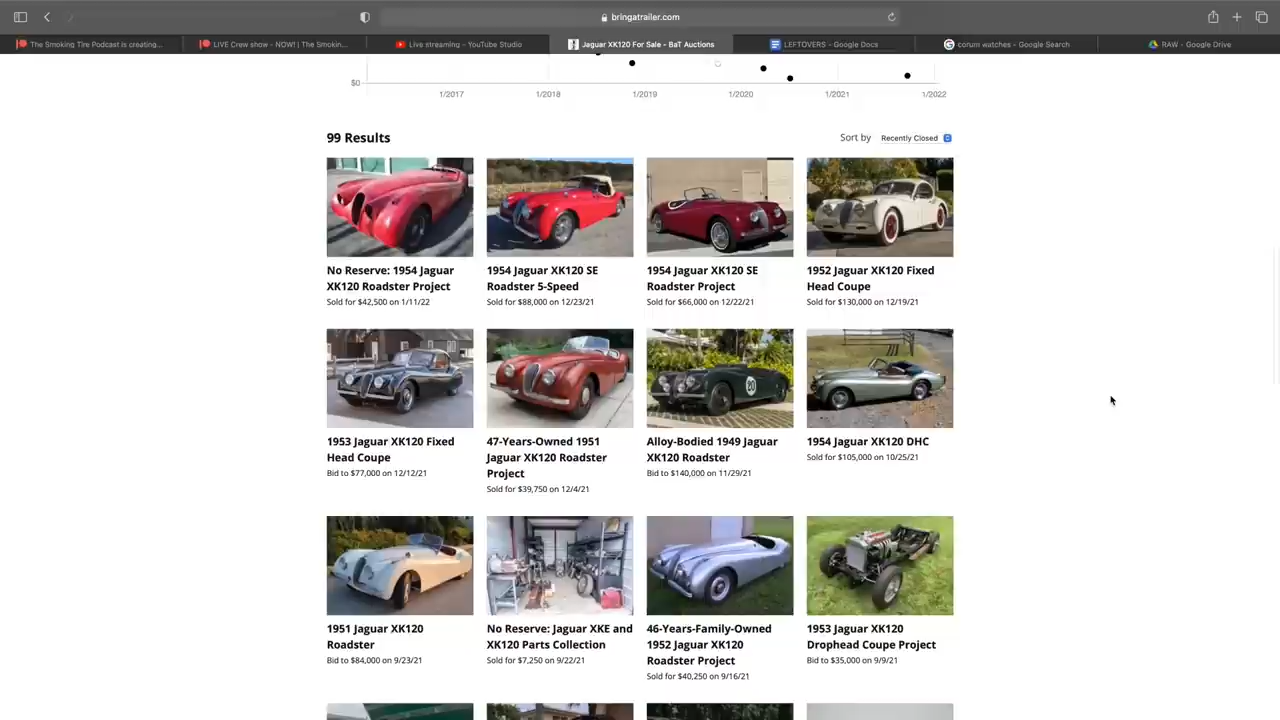 bringatrailer.com
The Smoking Tire Podcast is creating...
LIVE Crew show - NOW! | The Smokin...
Live streaming - YouTube Studio
Jaguar XK120 For Sale - BaT Auctions
LEFTOVERS - Google Docs
corum watches - Google Search
RAW - Google Drive
$0
1/2017 1/2018 1/2019 1/2020 1/2021 1/2022
99 Results
Sort by Recently Closed
No Reserve: 1954 Jaguar
XK120 Roadster Project
Sold for $42,500 on 1/11/22
1954 Jaguar XK120 SE
Roadster 5-Speed
Sold for $88,000 on 12/23/21
1954 Jaguar XK120 SE
Roadster Project
Sold for $66,000 on 12/22/21
1952 Jaguar XK120 Fixed
Head Coupe
Sold for $130,000 on 12/19/21
20
1953 Jaguar XK120 Fixed
Head Coupe
Bid to $77,000 on 12/12/21
47-Years-Owned 1951
Jaguar XK120 Roadster
Project
Sold for $39,750 on 12/4/21
Alloy-Bodied 1949 Jaguar
XK120 Roadster
Bid to $140,000 on 11/29/21
1954 Jaguar XK120 DHC
Sold for $105,000 on 10/25/21
1951 Jaguar XK120
Roadster
Bid to $84,000 on 9/23/21
No Reserve: Jaguar XKE and
XK120 Parts Collection
Sold for $7,250 on 9/22/21
46-Years-Family-Owned
1952 Jaguar XK120
Roadster Project
Sold for $40,250 on 9/16/21
1953 Jaguar XK120
Drophead Coupe Project
Bid to $35,000 on 9/9/21